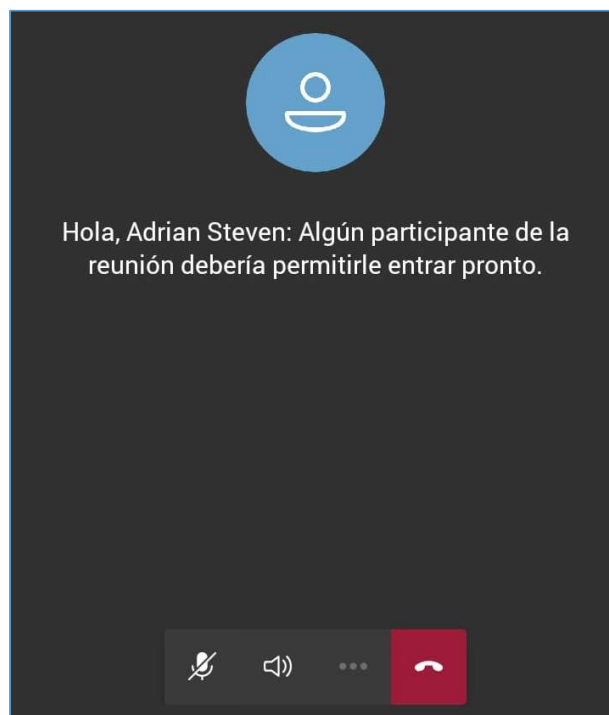 Hola, Adrian Steven: Algún participante de la
reunión debería permitirle entrar pronto.